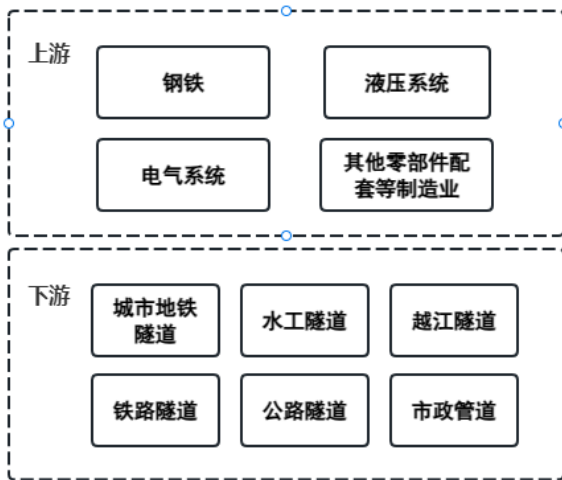 上游
钢铁
液压系统
电气系统
其他零部件配
套等制造业
下游
城市地铁
隧道
水工隧道
越江隧道
铁路隧道
公路隧道
市政管道